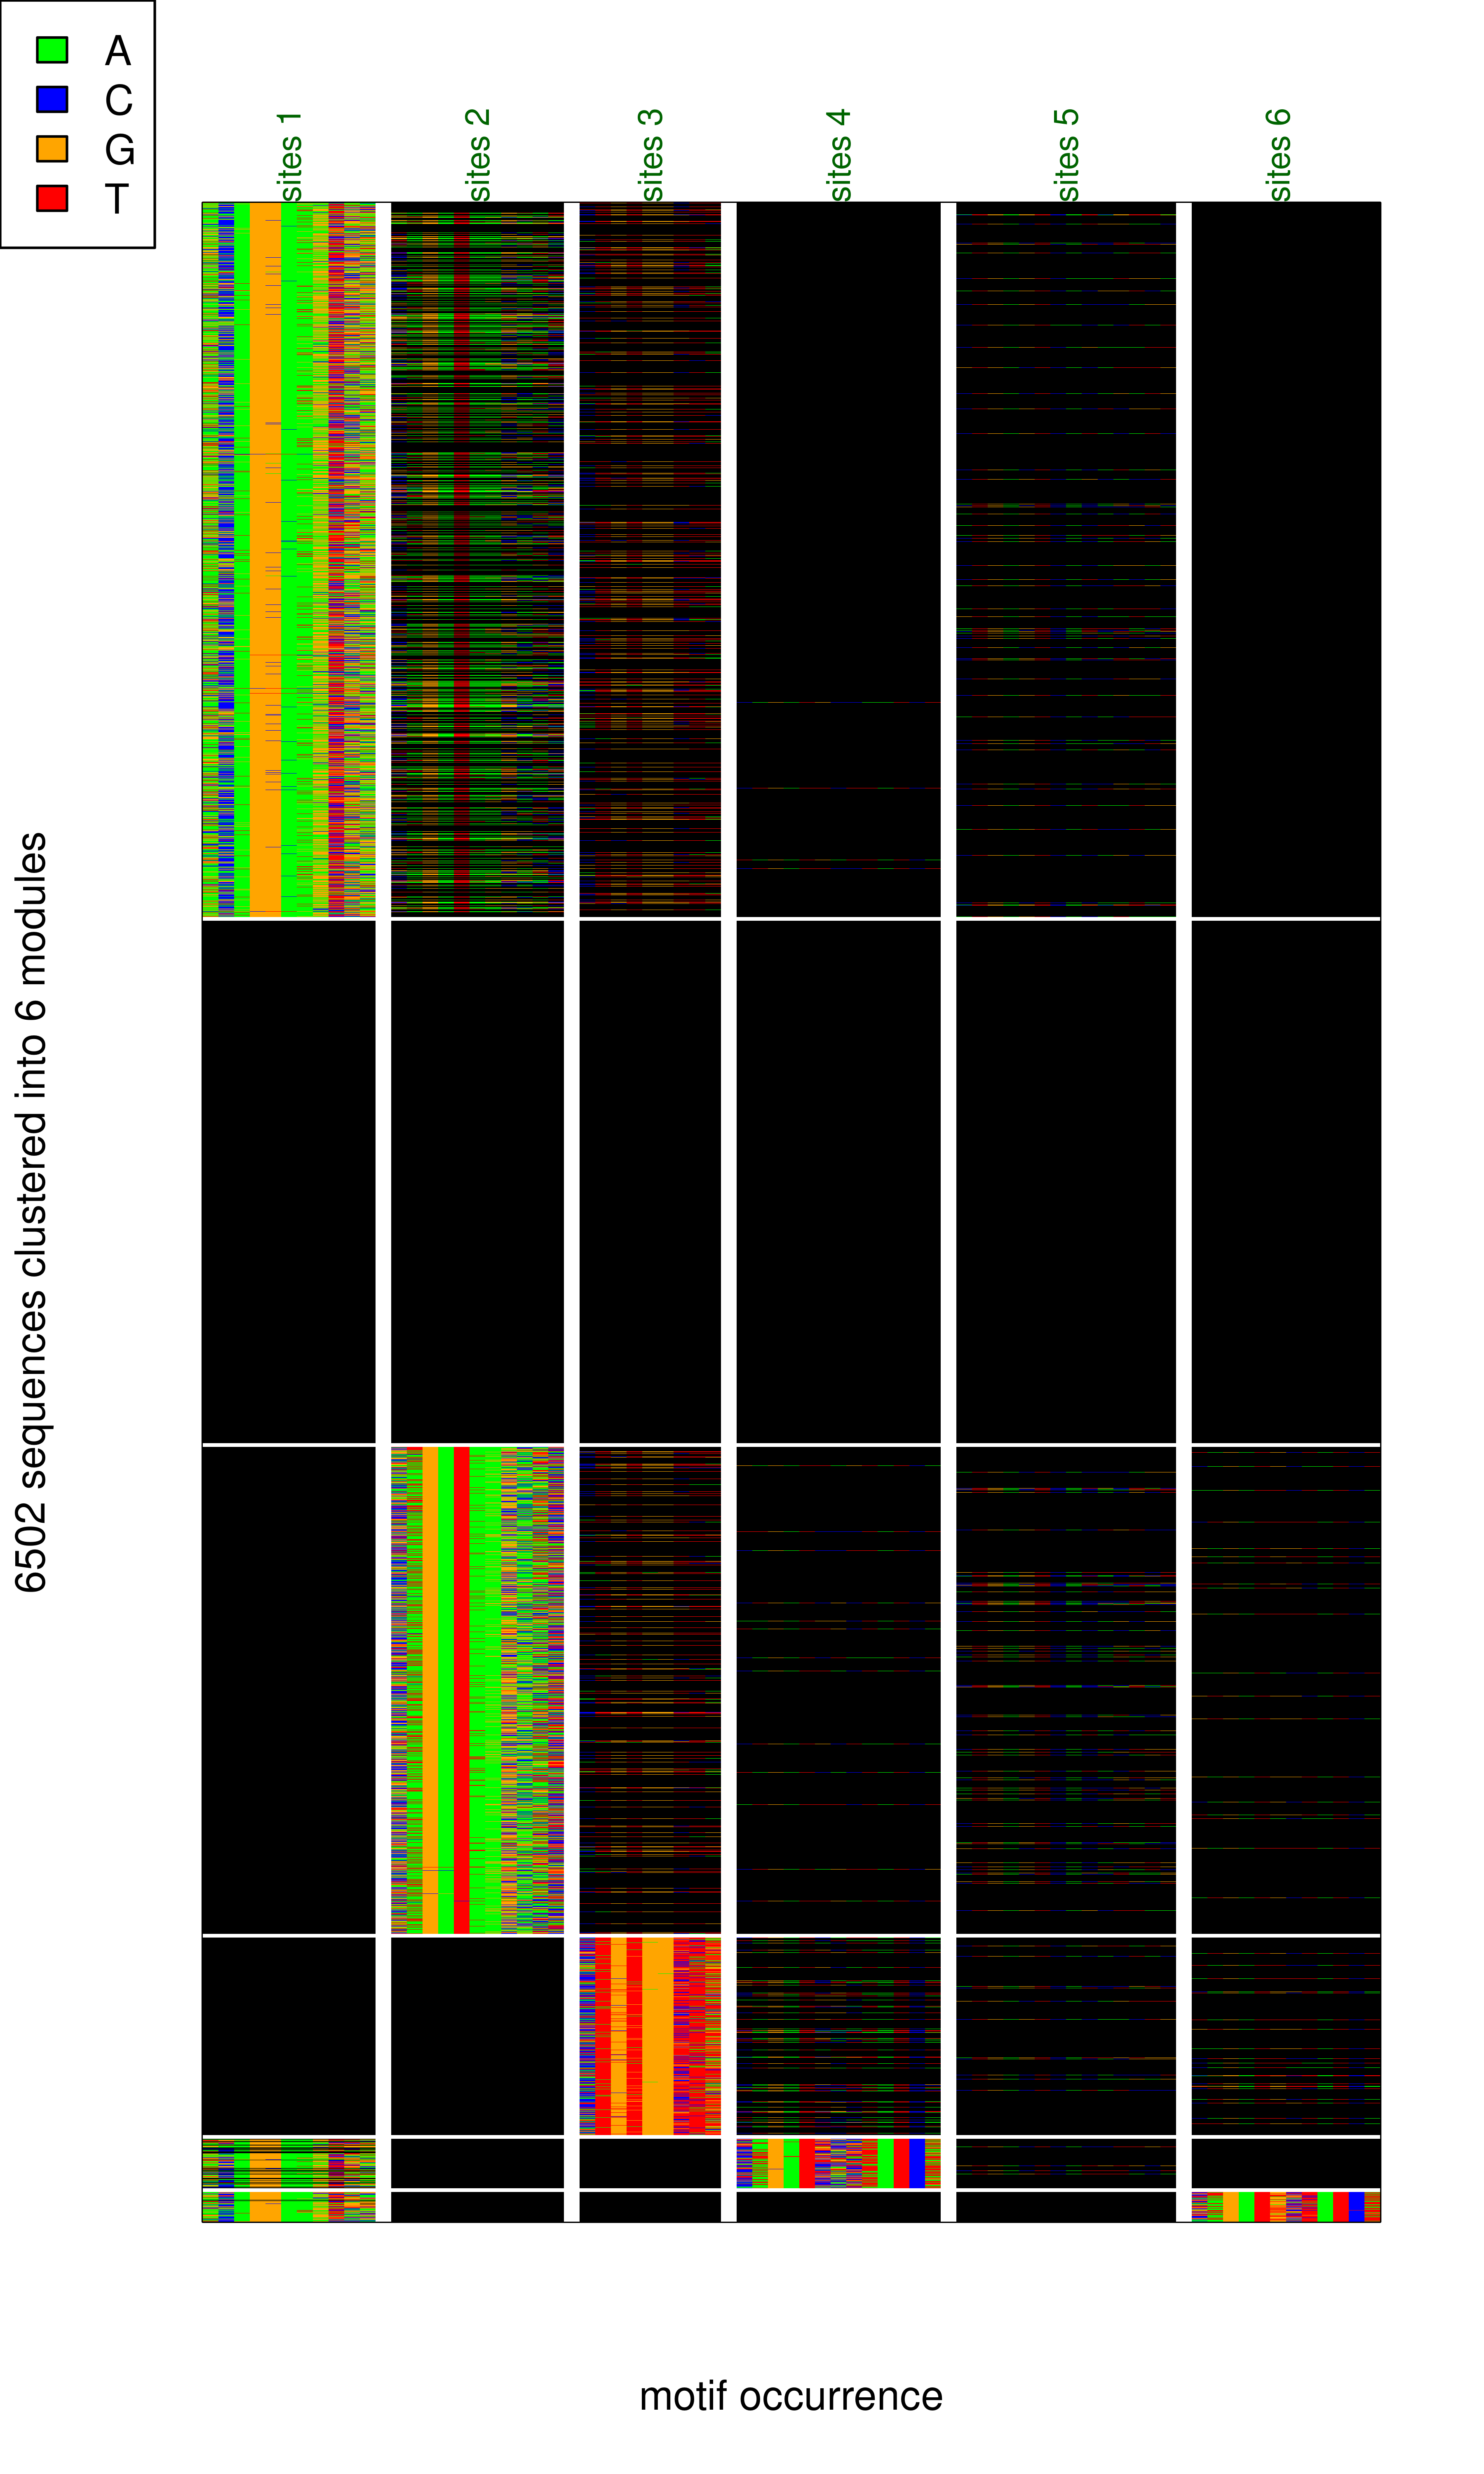 A
C
G
T
sites 1
sites 2
sites 3
sites 4
sites 5
sites 6
6502 sequences clustered into 6 modules
motif occurrence